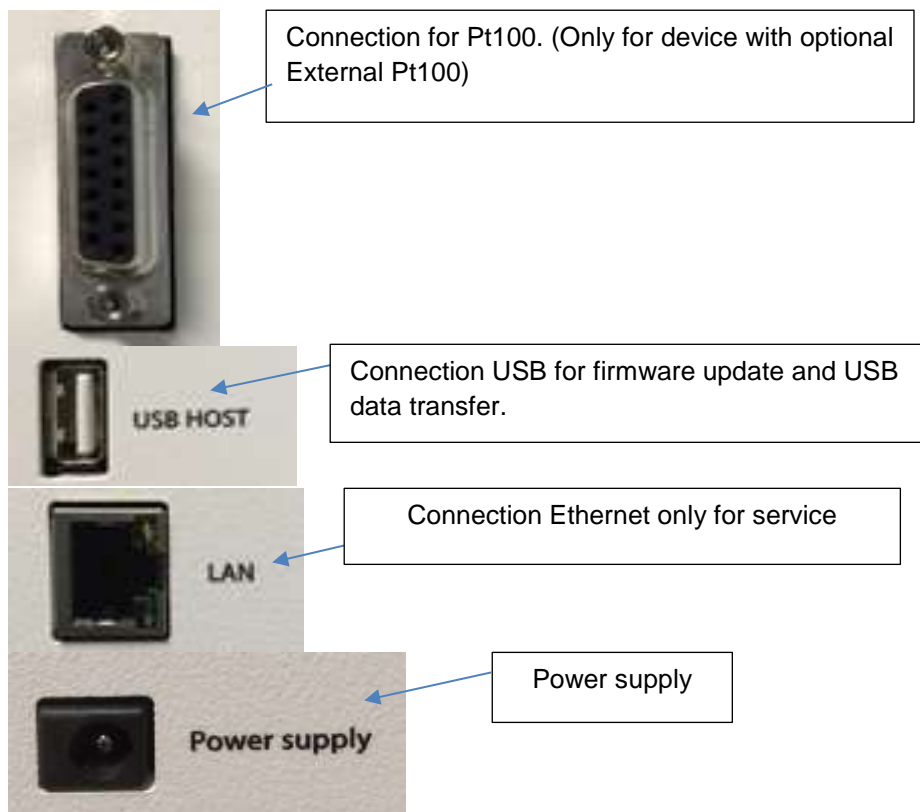 Connection for Pt100. (Only for device with optional
External Pt100)
Connection USB for firmware update and USB
data transfer.
USB HOST
Connection Ethernet only for service
LAN
Power supply
Power supply